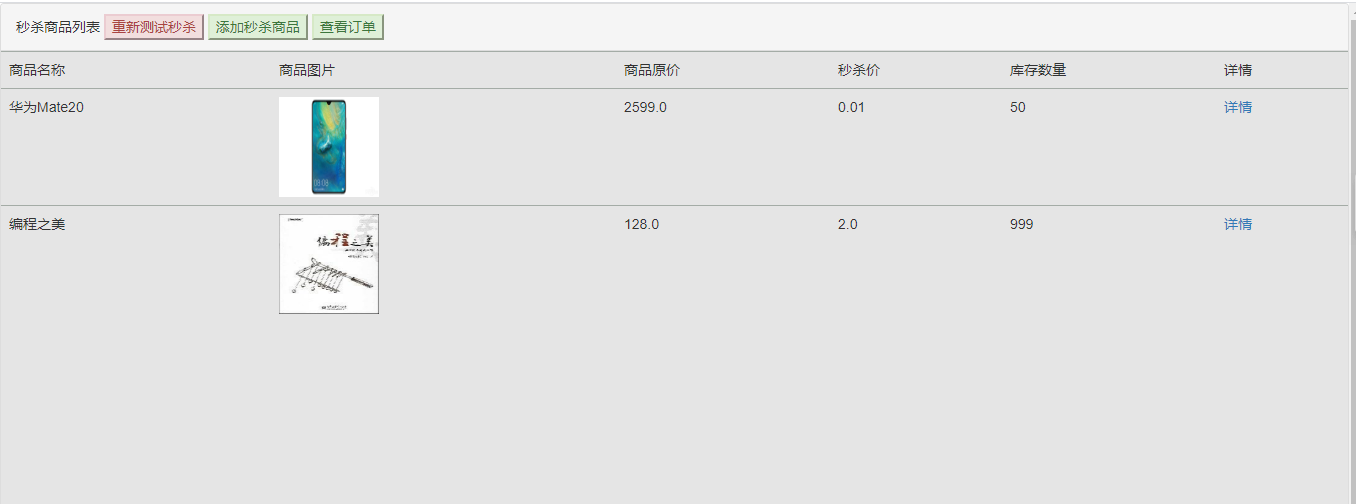 秒杀商品列表 重新测试秒杀 添加秒杀商品 查看订单
商品名称 商品图片 商品原价 秒杀价 库存数量 详情
华为Mate20 2599.0 0.01 50 详情
08:08
编程之美 128.0 2.0 999 详情
编程之美